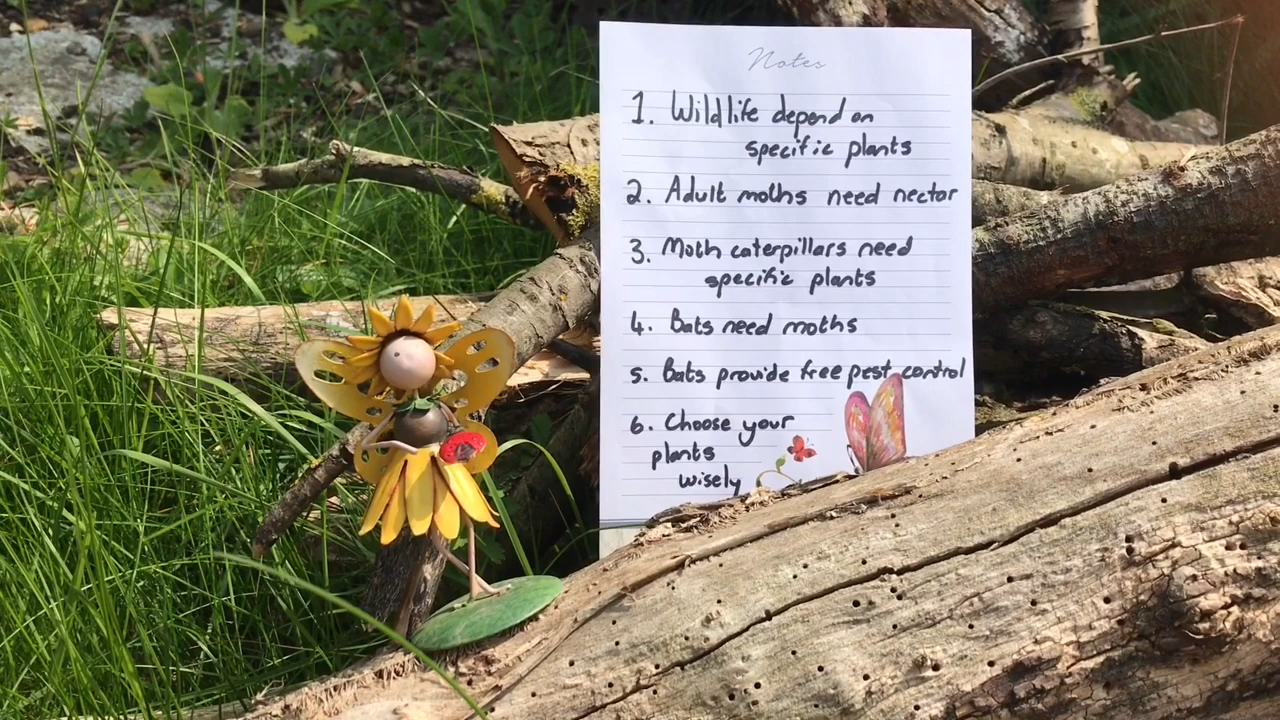 Notes
1. Wildlife depend on
specific plants
2. Adult moths need nectar
3. Moth caterpillars need
specific plants
4. Bats need moths
5. Bats provide free pest control
6. Choose your
plants
wisely